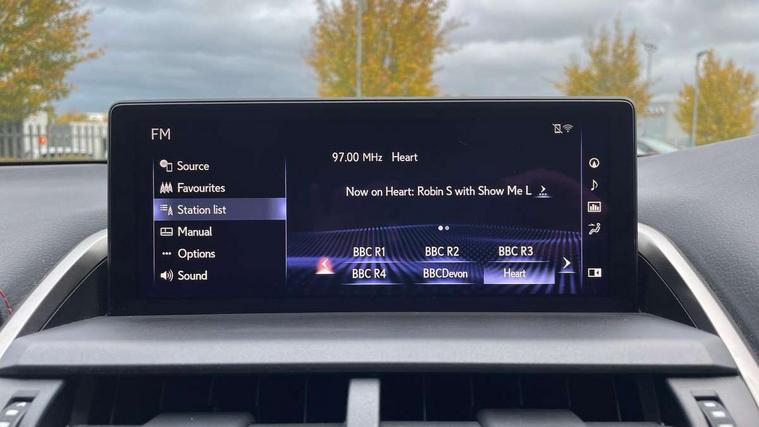 FM
Source
Favourites
Station list
Manual
Options
Sound
97.00 MHz Heart
Now on Heart: Robin S with Show Me L
BBC R1 BBC R2 BBC R3
BBC R4 BBCDevon Heart